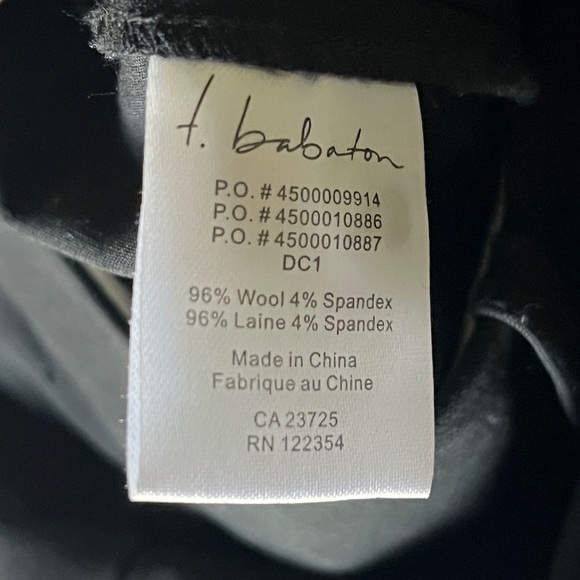 t. babaton
P.O. # 4500009914
P.O. # 4500010886
P.O. # 4500010887
DC1
96% Wool 4% Spandex
96% Laine 4% Spandex
Made in China
Fabrique au Chine
CA 23725
RN 122354